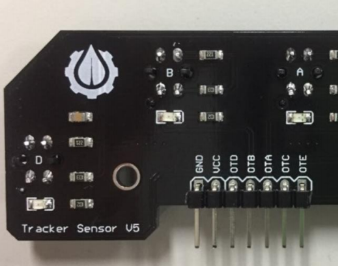 B
A
D
GND
VCC
OTD
OTB
OTA
OTC
OTE
Tracker Sensor V5